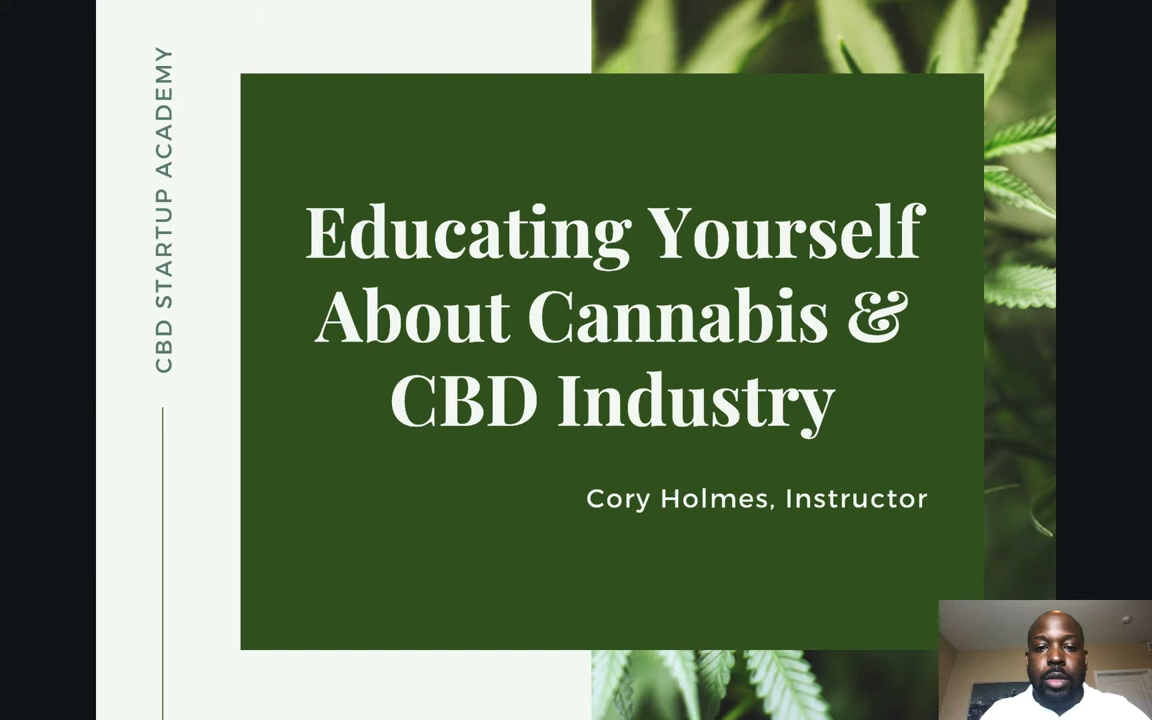 CBD STARTUP ACADEMY
Educating Yourself
About Cannabis &
CBD Industry
Cory Holmes, Instructor